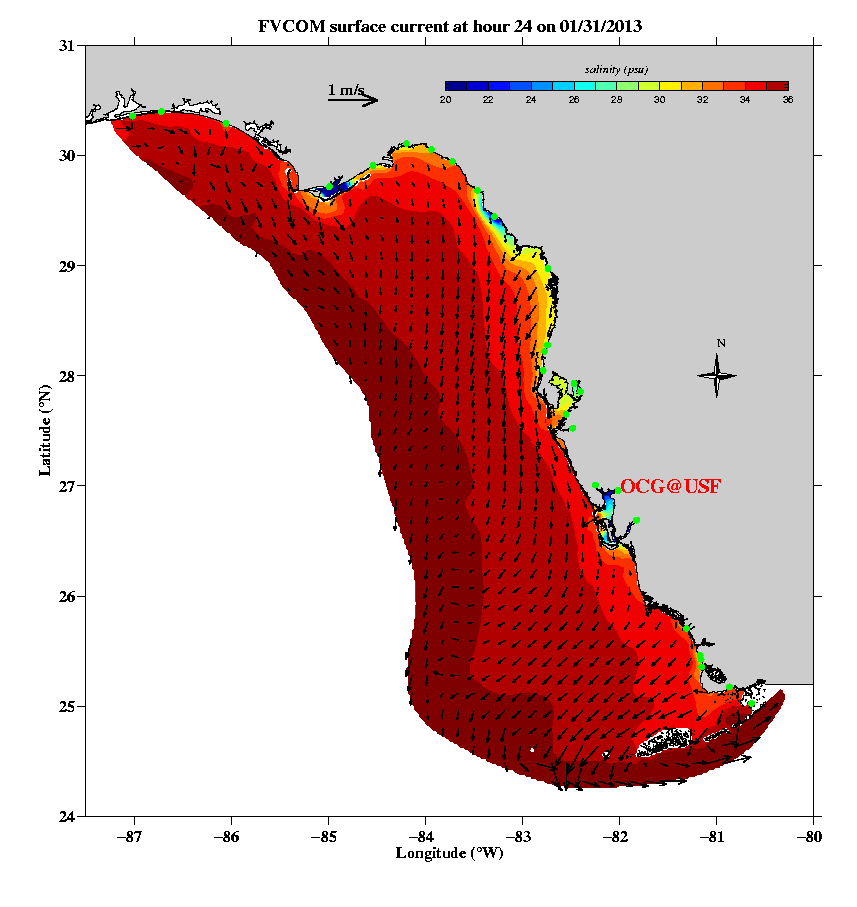 FVCOM surface current at hour 24 on 01/31/2013
31
1 m/s
salinity (psu)
20 22 24 26 28 30 32 34 36
30
29
N
28
Latitude (°N)
27
OCG@USF
26
25
24
−87 −86 −85 −84 −83 −82 −81 −80
Longitude (°W)